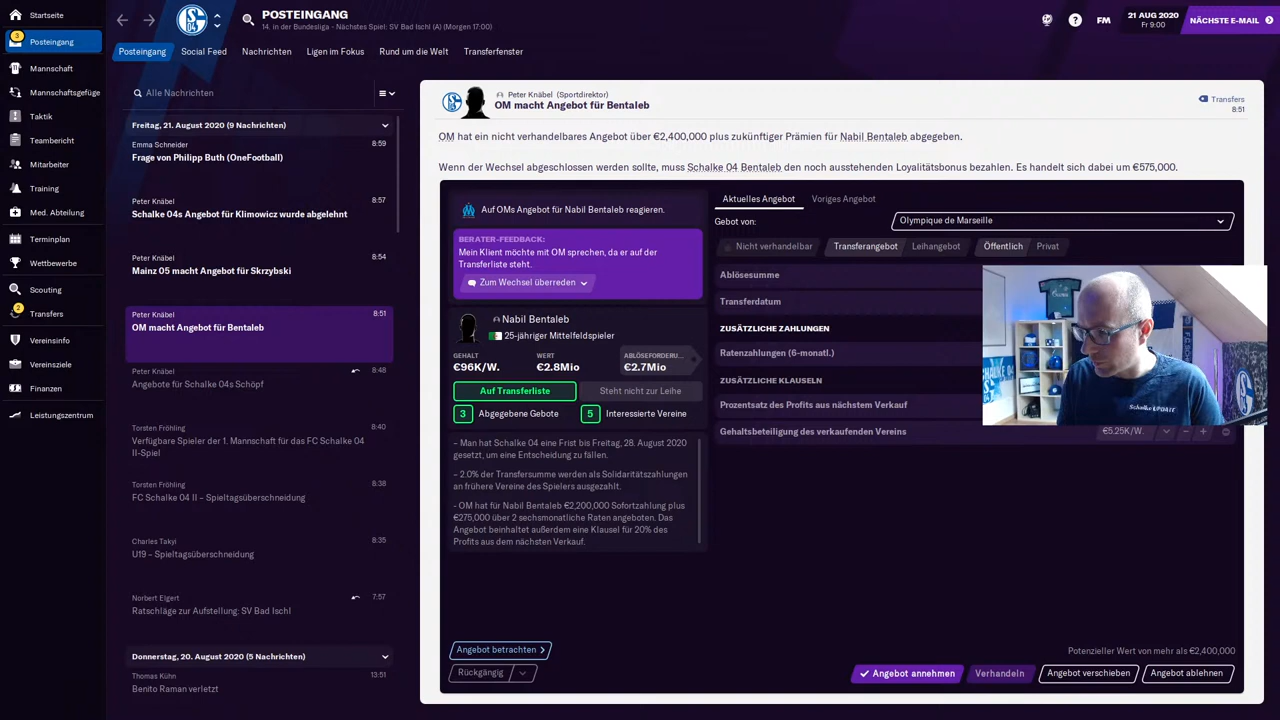 Startseite
3
Posteingang
Mannschaft
Mannschaftsgefüge
Taktik
Teambericht
Mitarbeiter
Training
Med. Abteilung
Terminplan
Wettbewerbe
Scouting
2
Transfers
Vereinsinfo
Vereinsziele
Finanzen
Leistungszentrum
POSTEINGANG
14. in der Bundesliga - Nächstes Spiel: SV Bad Ischl (A) (Morgen 17:00)
FM
21 AUG 2020
Fr 9:00
NÄCHSTE E-MAIL
Posteingang
Social Feed
Nachrichten
Ligen im Fokus
Rund um die Welt
Transferfenster
Alle Nachrichten
Freitag, 21. August 2020 (9 Nachrichten)
Emma Schneider 8:59
Frage von Philipp Buth (OneFootball)
Peter Knäbel 8:57
Schalke 04s Angebot für Klimowicz wurde abgelehnt
Peter Knäbel 8:54
Mainz 05 macht Angebot für Skrzybski
Peter Knäbel 8:51
OM macht Angebot für Bentaleb
Peter Knäbel 8:48
Angebote für Schalke 04s Schöpf
Torsten Fröhling 8:40
Verfügbare Spieler der 1. Mannschaft für das FC Schalke 04
II-Spiel
Torsten Fröhling 8:38
FC Schalke 04 II – Spieltagsüberschneidung
Charles Takyi 8:35
U19 – Spieltagsüberschneidung
Norbert Elgert 7:57
Ratschläge zur Aufstellung: SV Bad Ischl
Donnerstag, 20. August 2020 (5 Nachrichten)
Thomas Kühn 13:51
Benito Raman verletzt
Peter Knäbel (Sportdirektor)
OM macht Angebot für Bentaleb
Transfers
8:51
OM hat ein nicht verhandelbares Angebot über €2,400,000 plus zukünftiger Prämien für Nabil Bentaleb abgegeben.
Wenn der Wechsel abgeschlossen werden sollte, muss Schalke 04 Bentaleb den noch ausstehenden Loyalitätsbonus bezahlen. Es handelt sich dabei um €575,000.
Auf OMs Angebot für Nabil Bentaleb reagieren.
BERATER-FEEDBACK:
Mein Klient möchte mit OM sprechen, da er auf der
Transferliste steht.
Zum Wechsel überreden
Nabil Bentaleb
25-jähriger Mittelfeldspieler
GEHALT WERT ABLÖSEFORDERU...
€96K/W. €2.8Mio €2.7Mio
Auf Transferliste
Steht nicht zur Leihe
3 Abgegebene Gebote
5 Interessierte Vereine
– Man hat Schalke 04 eine Frist bis Freitag, 28. August 2020
gesetzt, um eine Entscheidung zu fällen.
– 2.0% der Transfersumme werden als Solidaritätszahlungen
an frühere Vereine des Spielers ausgezahlt.
- OM hat für Nabil Bentaleb €2,200,000 Sofortzahlung plus
€275,000 über 2 sechsmonatliche Raten angeboten. Das
Angebot beinhaltet außerdem eine Klausel für 20% des
Profits aus dem nächsten Verkauf.
Angebot betrachten
Rückgängig
Aktuelles Angebot
Voriges Angebot
Gebot von:
Olympique de Marseille
Nicht verhandelbar
Transferangebot
Leihangebot
Öffentlich
Privat
Ablösesumme
Transferdatum
ZUSÄTZLICHE ZAHLUNGEN
Ratenzahlungen (6-monatl.)
ZUSÄTZLICHE KLAUSELN
Prozentsatz des Profits aus nächstem Verkauf
Gehaltsbeteiligung des verkaufenden Vereins
€5.25K/W.
Schalke UPDATE
Potenzieller Wert von mehr als €2,400,000
Angebot annehmen
Verhandeln
Angebot verschieben
Angebot ablehnen